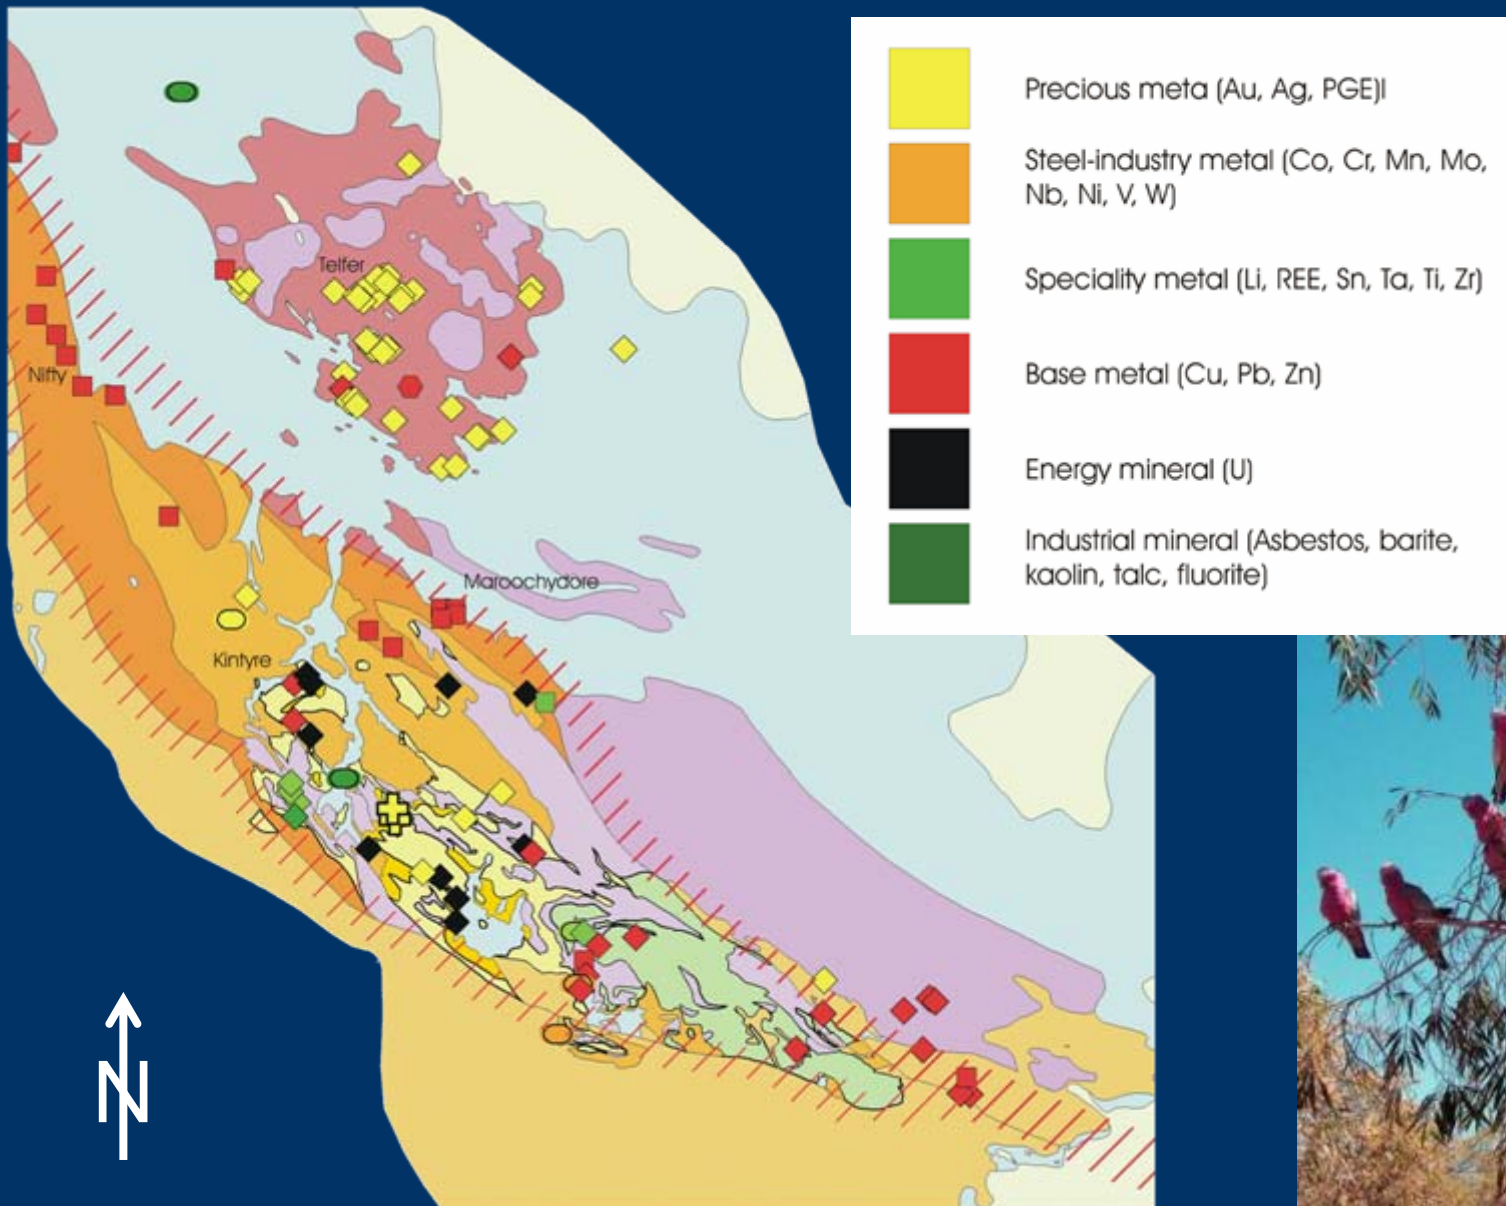 Precious meta (Au, Ag, PGE)l
Steel-industry metal (Co, Cr, Mn, Mo,
Nb, Ni, V, W)
Speciality metal (Li, REE, Sn, Ta, Ti, Zr)
Base metal (Cu, Pb, Zn)
Energy mineral (U)
Industrial mineral (Asbestos, barite,
kaolin, talc, fluorite)
Telfer
Nifty
Maroochydore
Kintyre
N